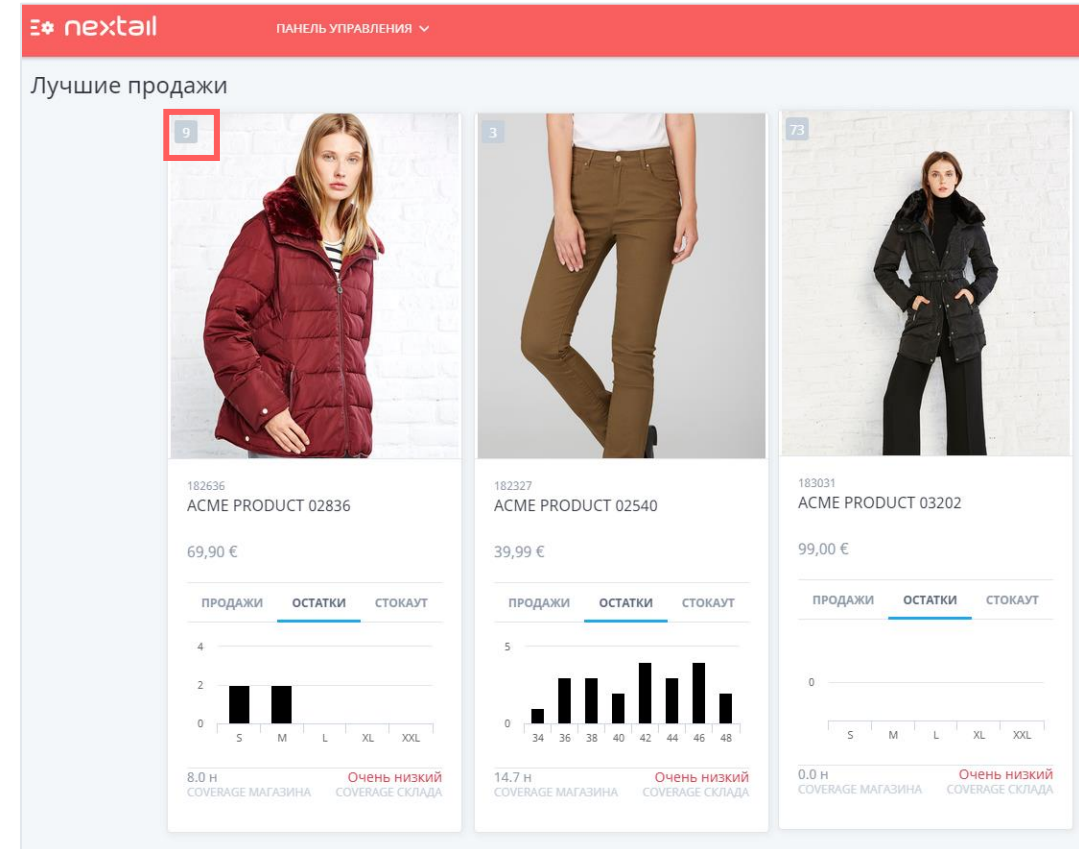 nextail
ПАНЕЛЬ УПРАВЛЕНИЯ
Лучшие продажи
9
182636
ACME PRODUCT 02836
69,90 €
ПРОДАЖИ ОСТАТКИ СТОКАУТ
4
2
0
S M L XL XXL
8.0 н Очень низкий
COVERAGE МАГАЗИНА COVERAGE СКЛАДА
3
182327
ACME PRODUCT 02540
39,99 €
ПРОДАЖИ ОСТАТКИ СТОКАУТ
5
0
34 36 38 40 42 44 46 48
14.7 н Очень низкий
COVERAGE МАГАЗИНА COVERAGE СКЛАДА
73
183031
ACME PRODUCT 03202
99,00 €
ПРОДАЖИ ОСТАТКИ СТОКАУТ
0
S M L XL XXL
0.0 н Очень низкий
COVERAGE МАГАЗИНА COVERAGE СКЛАДА